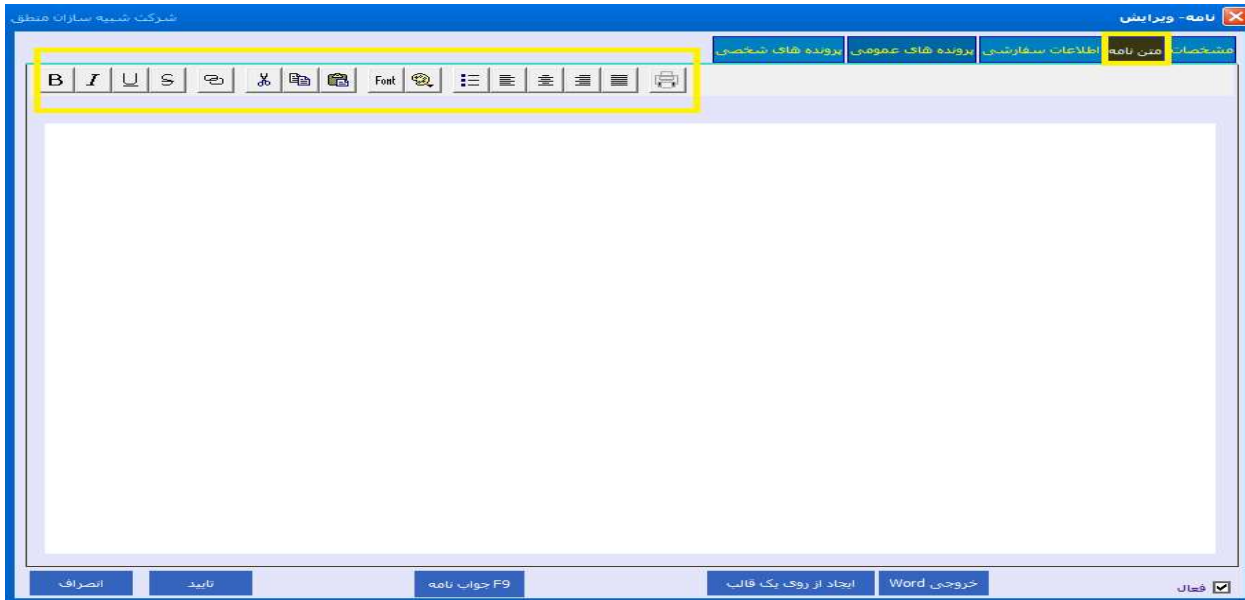 نامه- ویرایش
شرکت شبیه سازان منطق
مشخصات متن نامه اطلاعات سفارشی پرونده های عمومی پرونده های شخصی
B I U S Font
فعال خروجی Word ایجاد از روی یک قالب F9 جواب نامه تایید انصراف